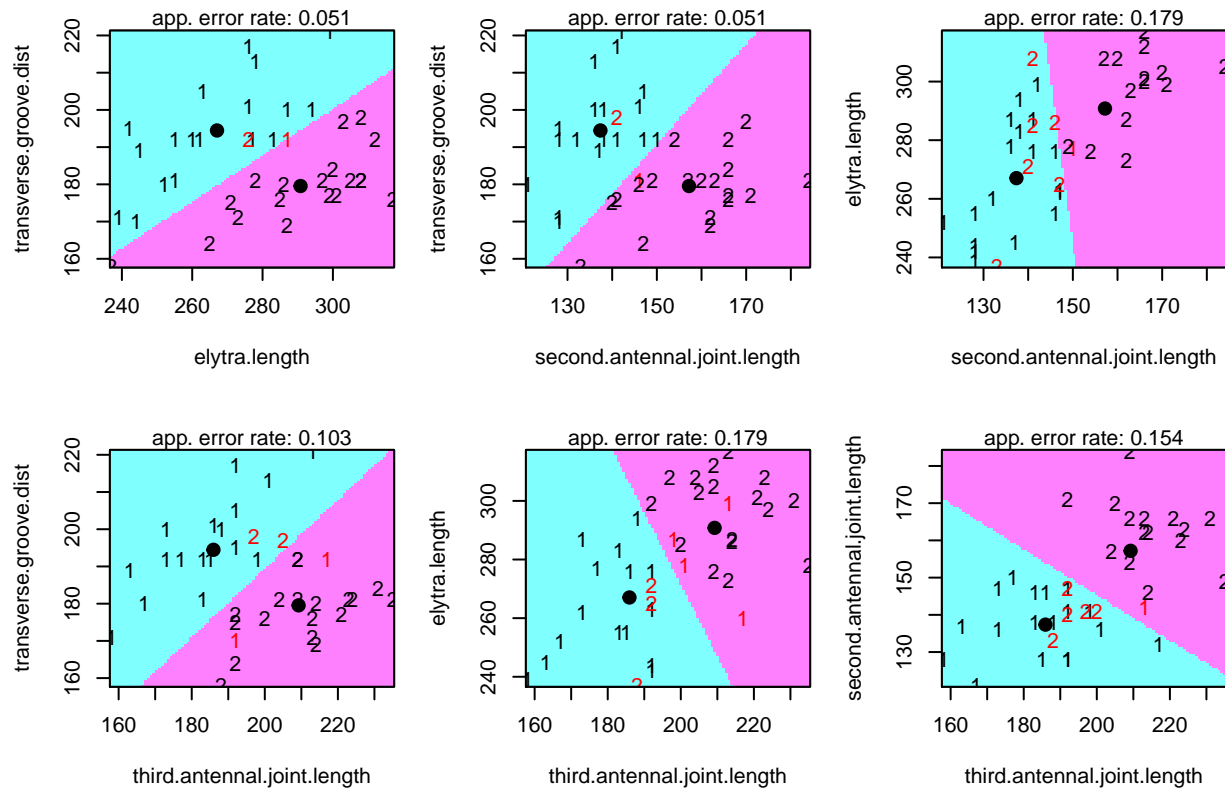 app. error rate: 0.051
transverse.groove.dist
160 180 200 220
240 260 280 300
elytra.length
app. error rate: 0.051
transverse.groove.dist
160 180 200 220
130 150 170
second.antennal.joint.length
app. error rate: 0.179
elytra.length
240 260 280 300
130 150 170
second.antennal.joint.length
app. error rate: 0.103
transverse.groove.dist
160 180 200 220
160 180 200 220
third.antennal.joint.length
app. error rate: 0.179
elytra.length
240 260 280 300
160 180 200 220
third.antennal.joint.length
app. error rate: 0.154
second.antennal.joint.length
130 150 170
160 180 200 220
third.antennal.joint.length